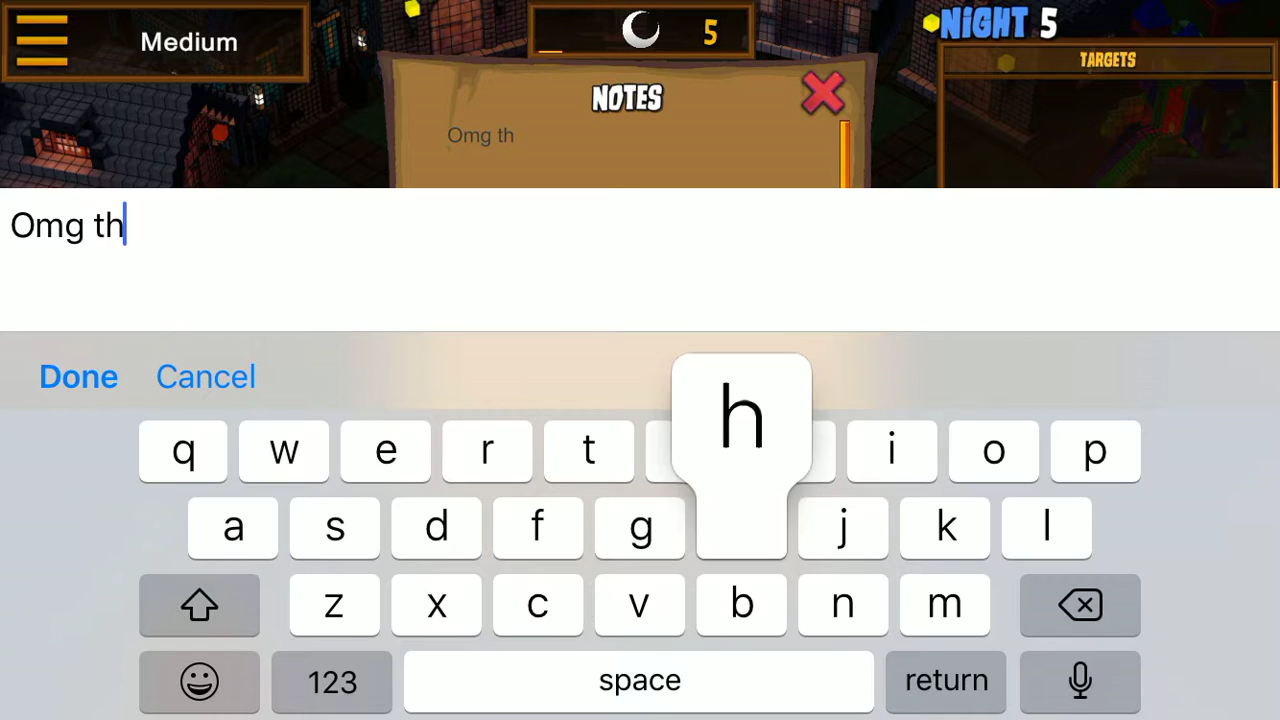 Medium
5
NIGHT 5
TARGETS
NOTES
Omg th
Omg th
Done Cancel
h
q w e r t i o p
a s d f g j k l
z x c v b n m
123 space return